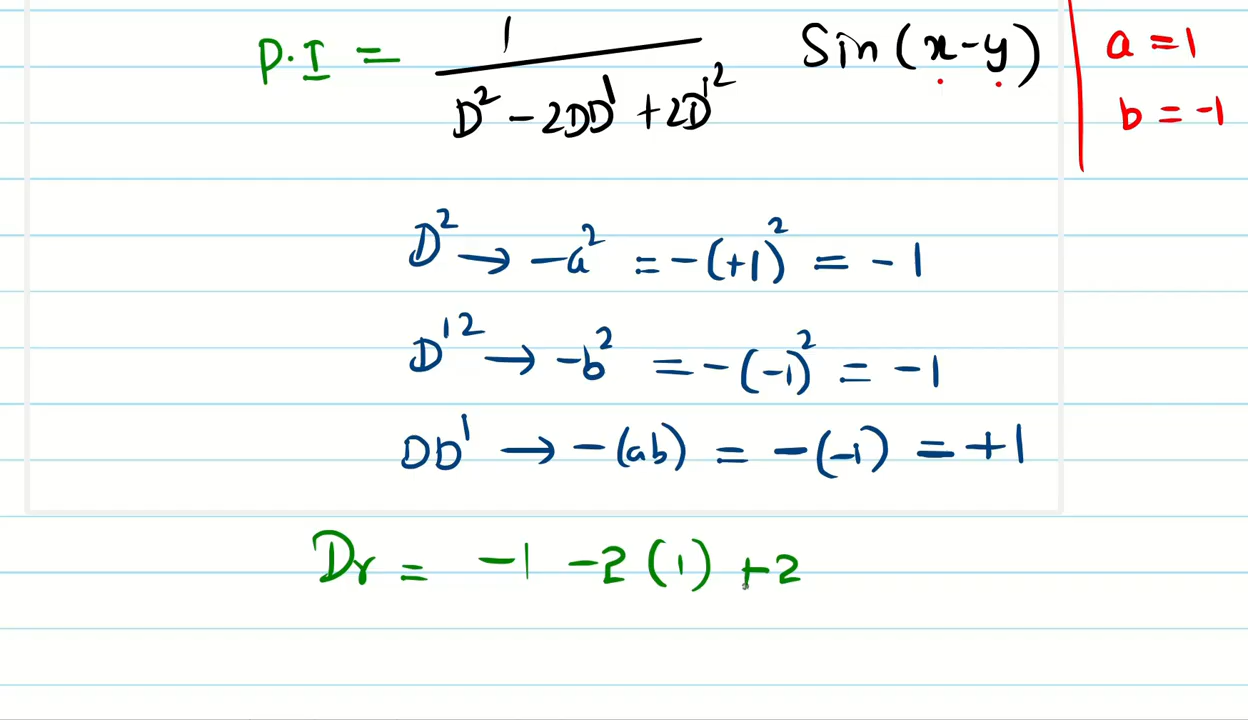 P.I = 1 / (D² - 2DD' + 2D'²) Sin(x-y)
a = 1
b = -1
D² → -a² = -(+1)² = -1
D'² → -b² = -(-1)² = -1
DD' → -(ab) = -(-1) = +1
Dr = -1 -2(1) +2